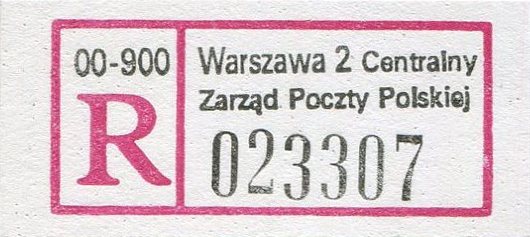 00-900
R
Warszawa 2 Centralny
Zarząd Poczty Polskiej
023307